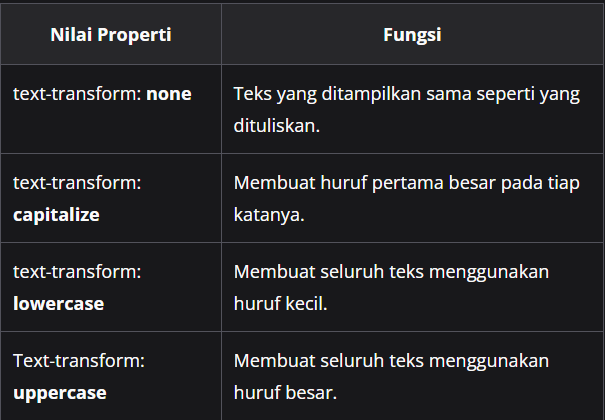 Nilai Properti
Fungsi
text-transform: none
Teks yang ditampilkan sama seperti yang
dituliskan.
text-transform:
capitalize
Membuat huruf pertama besar pada tiap
katanya.
text-transform:
lowercase
Membuat seluruh teks menggunakan
huruf kecil.
Text-transform:
uppercase
Membuat seluruh teks menggunakan
huruf besar.